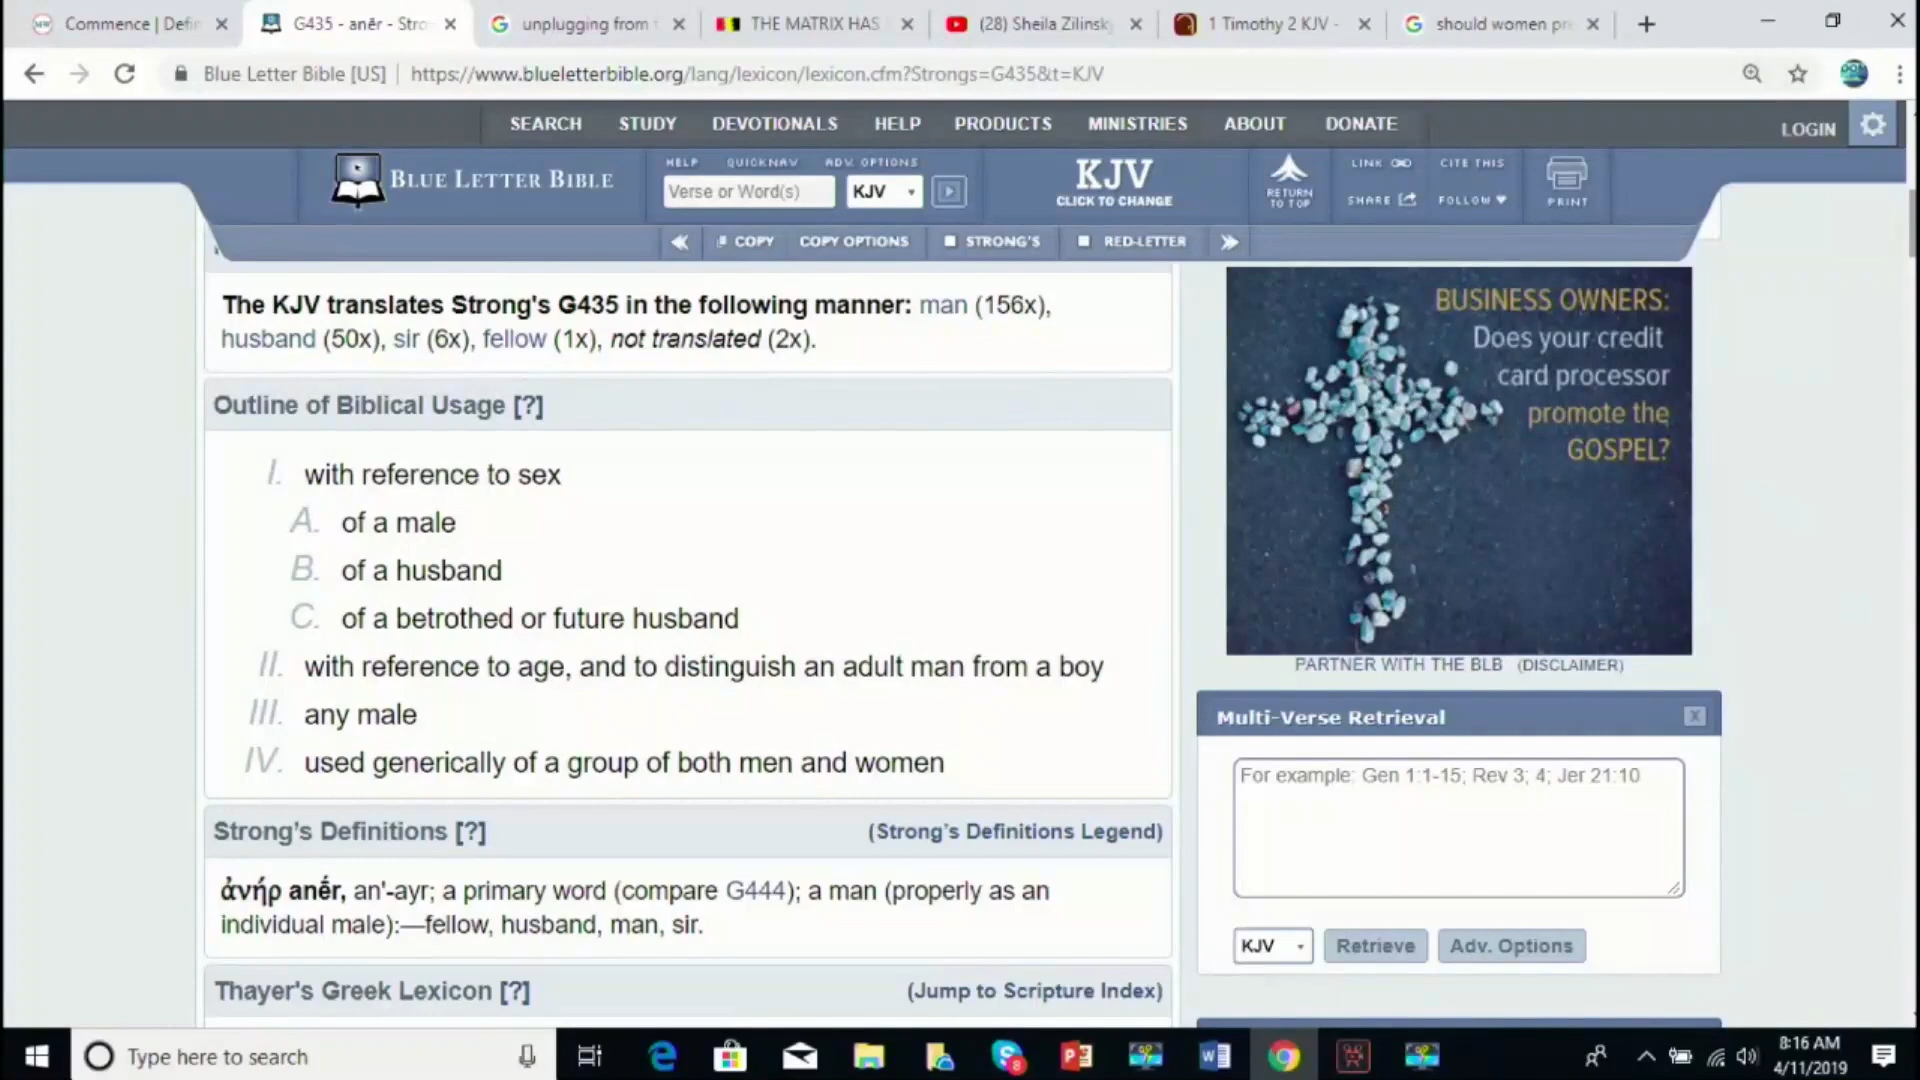 Commence | Defin
G435 - anēr - Stro
unplugging from t
THE MATRIX HAS
(28) Sheila Zilinsky
1 Timothy 2 KJV -
should women pre
Blue Letter Bible [US] | https://www.blueletterbible.org/lang/lexicon/lexicon.cfm?Strongs=G435&t=KJV
SEARCH STUDY DEVOTIONALS HELP PRODUCTS MINISTRIES ABOUT DONATE
LOGIN
BLUE LETTER BIBLE
HELP QUICKNAV ADV. OPTIONS
Verse or Word(s) KJV
KJV
CLICK TO CHANGE
RETURN
TO TOP
LINK CITE THIS
SHARE FOLLOW
PRINT
COPY COPY OPTIONS STRONG'S RED-LETTER
The KJV translates Strong's G435 in the following manner: man (156x),
husband (50x), sir (6x), fellow (1x), not translated (2x).
Outline of Biblical Usage [?]
I. with reference to sex
A. of a male
B. of a husband
C. of a betrothed or future husband
II. with reference to age, and to distinguish an adult man from a boy
III. any male
IV. used generically of a group of both men and women
Strong's Definitions [?] (Strong's Definitions Legend)
ἀνήρ anḗr, an'-ayr; a primary word (compare G444); a man (properly as an
individual male):—fellow, husband, man, sir.
Thayer's Greek Lexicon [?] (Jump to Scripture Index)
BUSINESS OWNERS:
Does your credit
card processor
promote the
GOSPEL?
PARTNER WITH THE BLB (DISCLAIMER)
Multi-Verse Retrieval x
For example: Gen 1:1-15; Rev 3; 4; Jer 21:10
KJV Retrieve Adv. Options
Type here to search
8
8:16 AM
4/11/2019